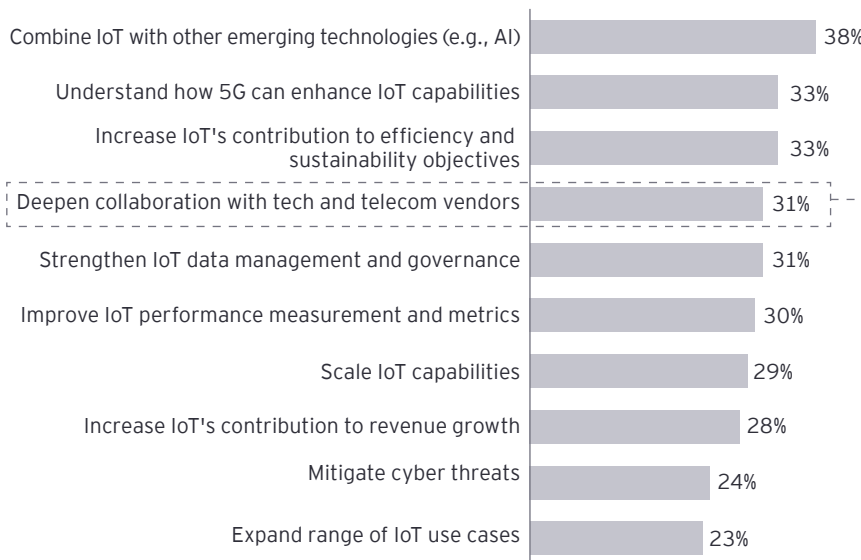 Combine IoT with other emerging technologies (e.g., AI) 38%
Understand how 5G can enhance IoT capabilities 33%
Increase IoT's contribution to efficiency and
sustainability objectives 33%
Deepen collaboration with tech and telecom vendors 31%
Strengthen IoT data management and governance 31%
Improve IoT performance measurement and metrics 30%
Scale IoT capabilities 29%
Increase IoT's contribution to revenue growth 28%
Mitigate cyber threats 24%
Expand range of IoT use cases 23%